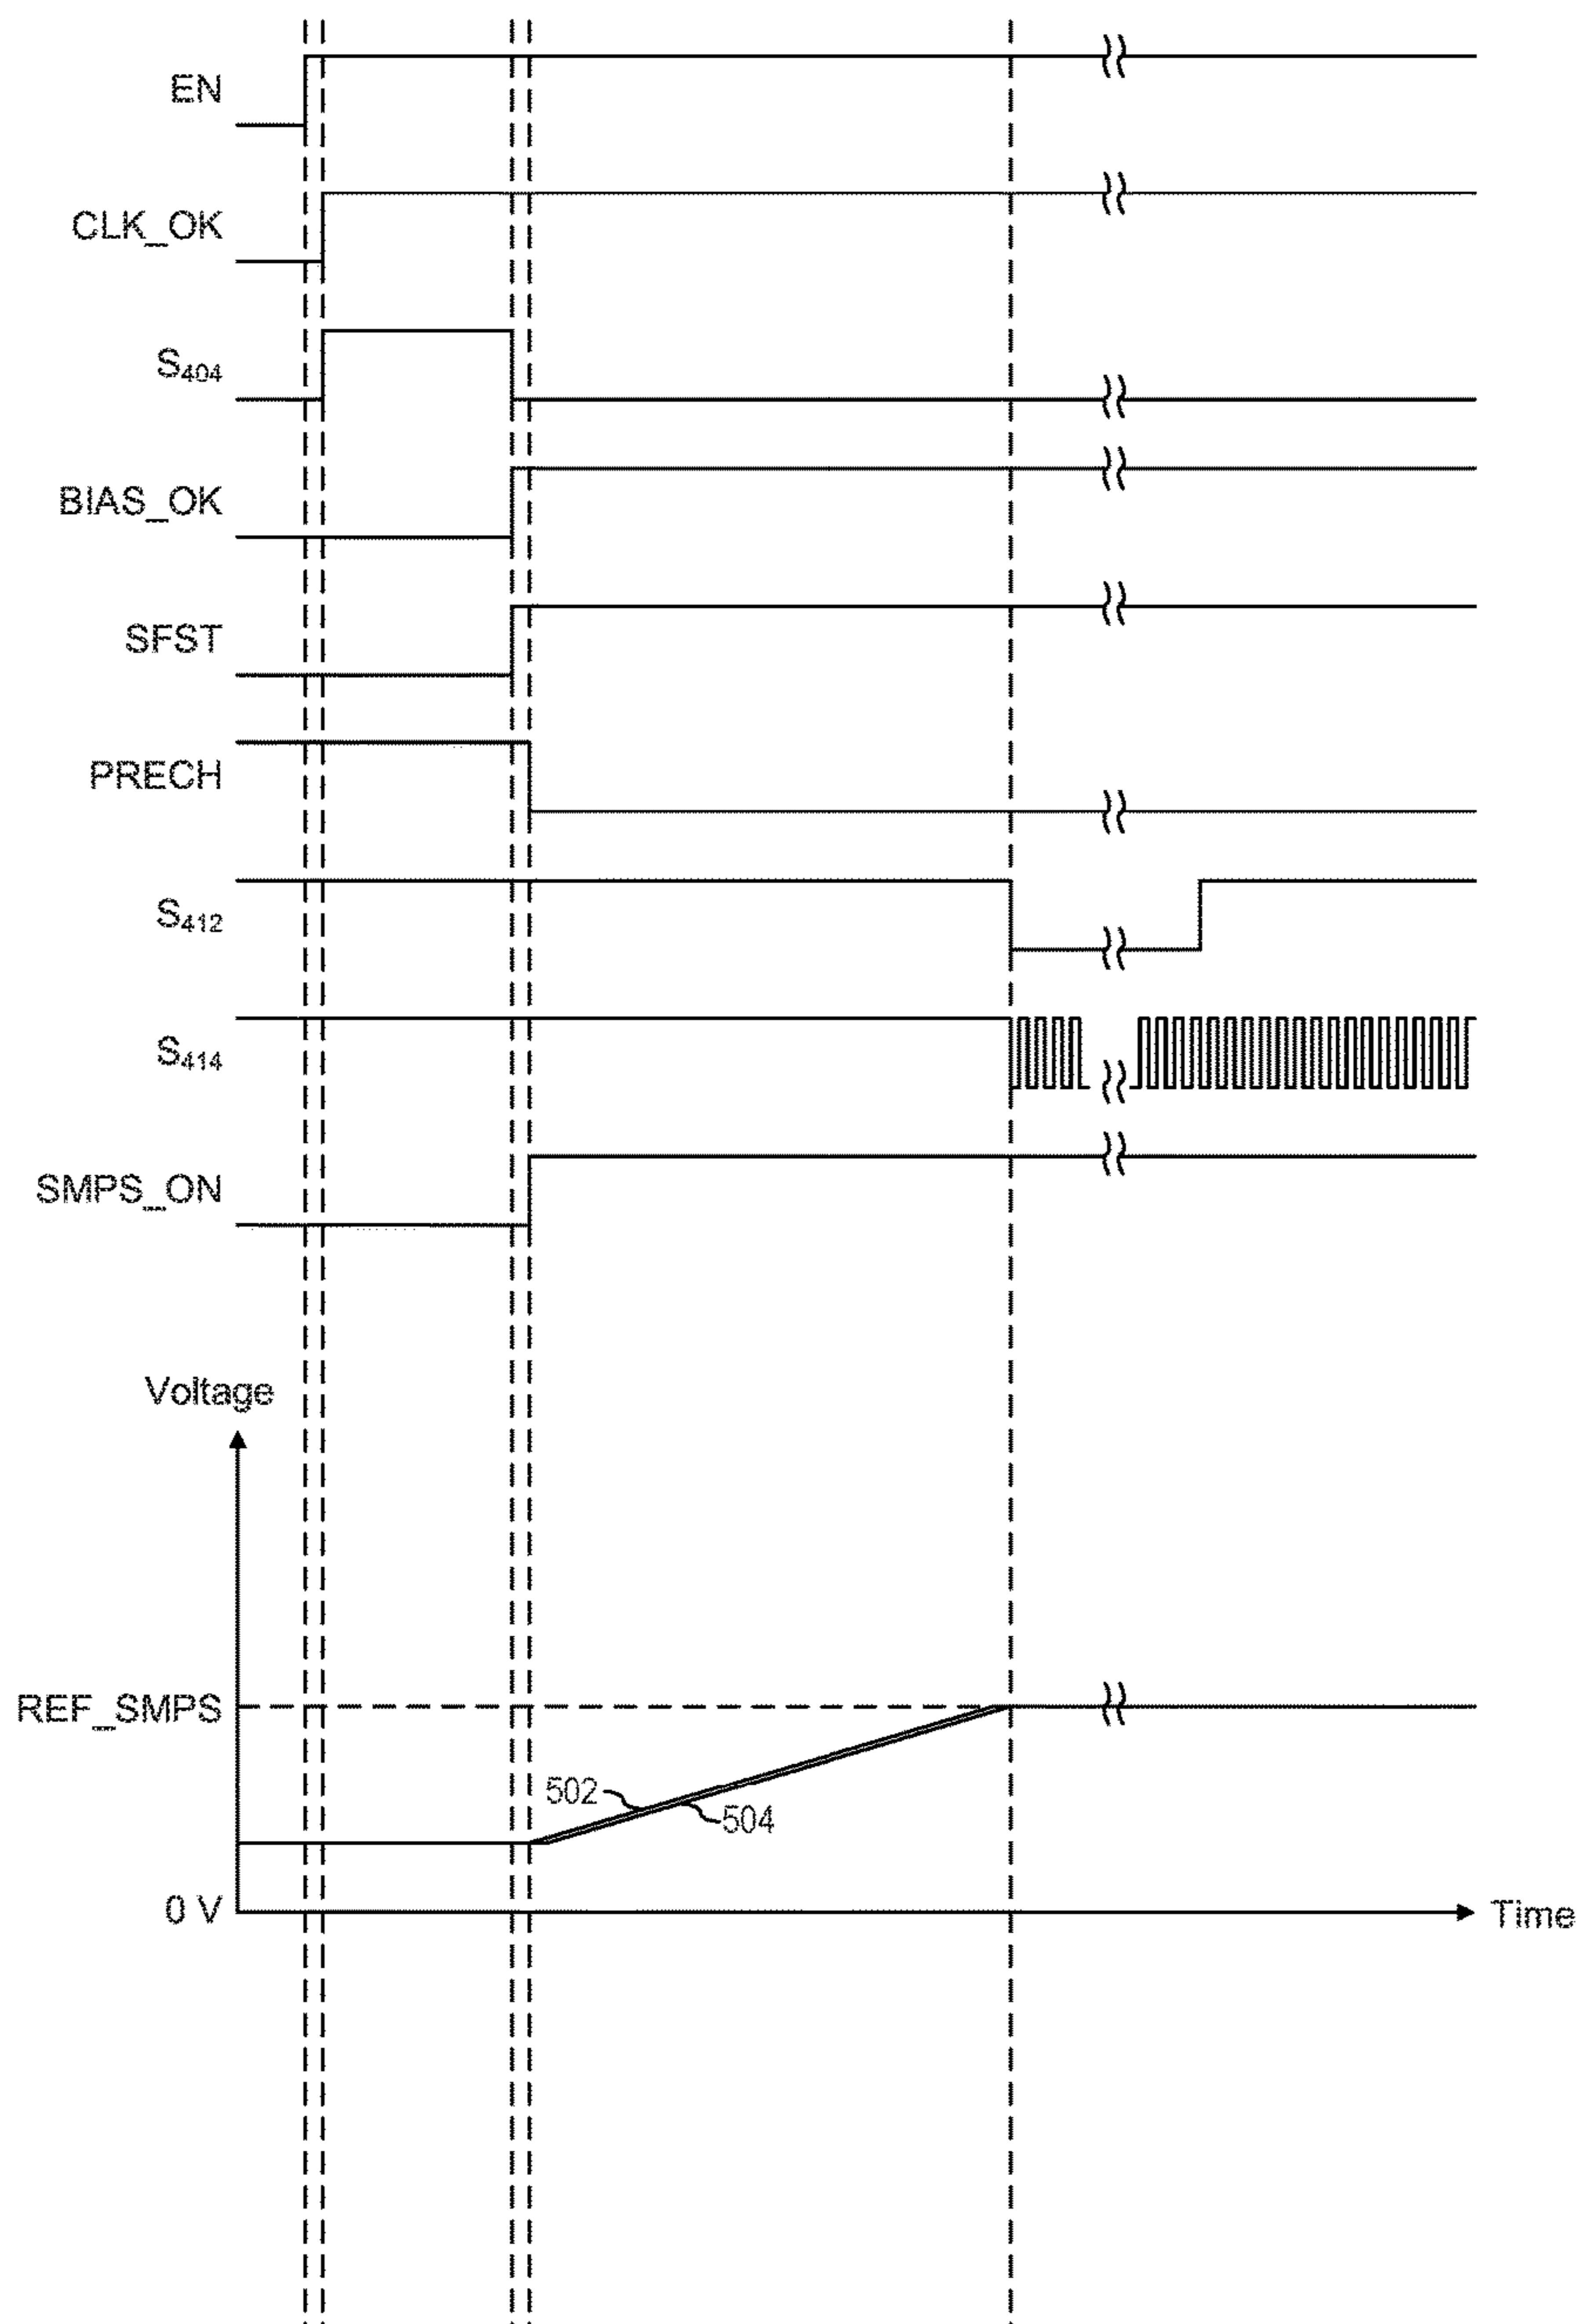 EN
CLK_OK
S404
BIAS_OK
SFST
PRECH
S412
S414
SMPS_ON
Voltage
REF_SMPS
502
504
0 V
Time